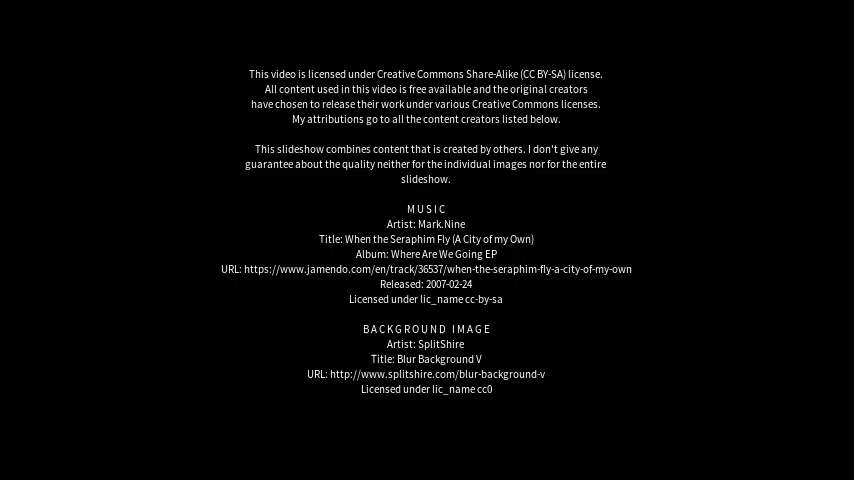 This video is licensed under Creative Commons Share-Alike (CC BY-SA) license.
All content used in this video is free available and the original creators
have chosen to release their work under various Creative Commons licenses.
My attributions go to all the content creators listed below.
This slideshow combines content that is created by others. I don't give any
guarantee about the quality neither for the individual images nor for the entire
slideshow.
M U S I C
Artist: Mark.Nine
Title: When the Seraphim Fly (A City of my Own)
Album: Where Are We Going EP
URL: https://www.jamendo.com/en/track/36537/when-the-seraphim-fly-a-city-of-my-own
Released: 2007-02-24
Licensed under lic_name cc-by-sa
B A C K G R O U N D   I M A G E
Artist: SplitShire
Title: Blur Background V
URL: http://www.splitshire.com/blur-background-v
Licensed under lic_name cc0